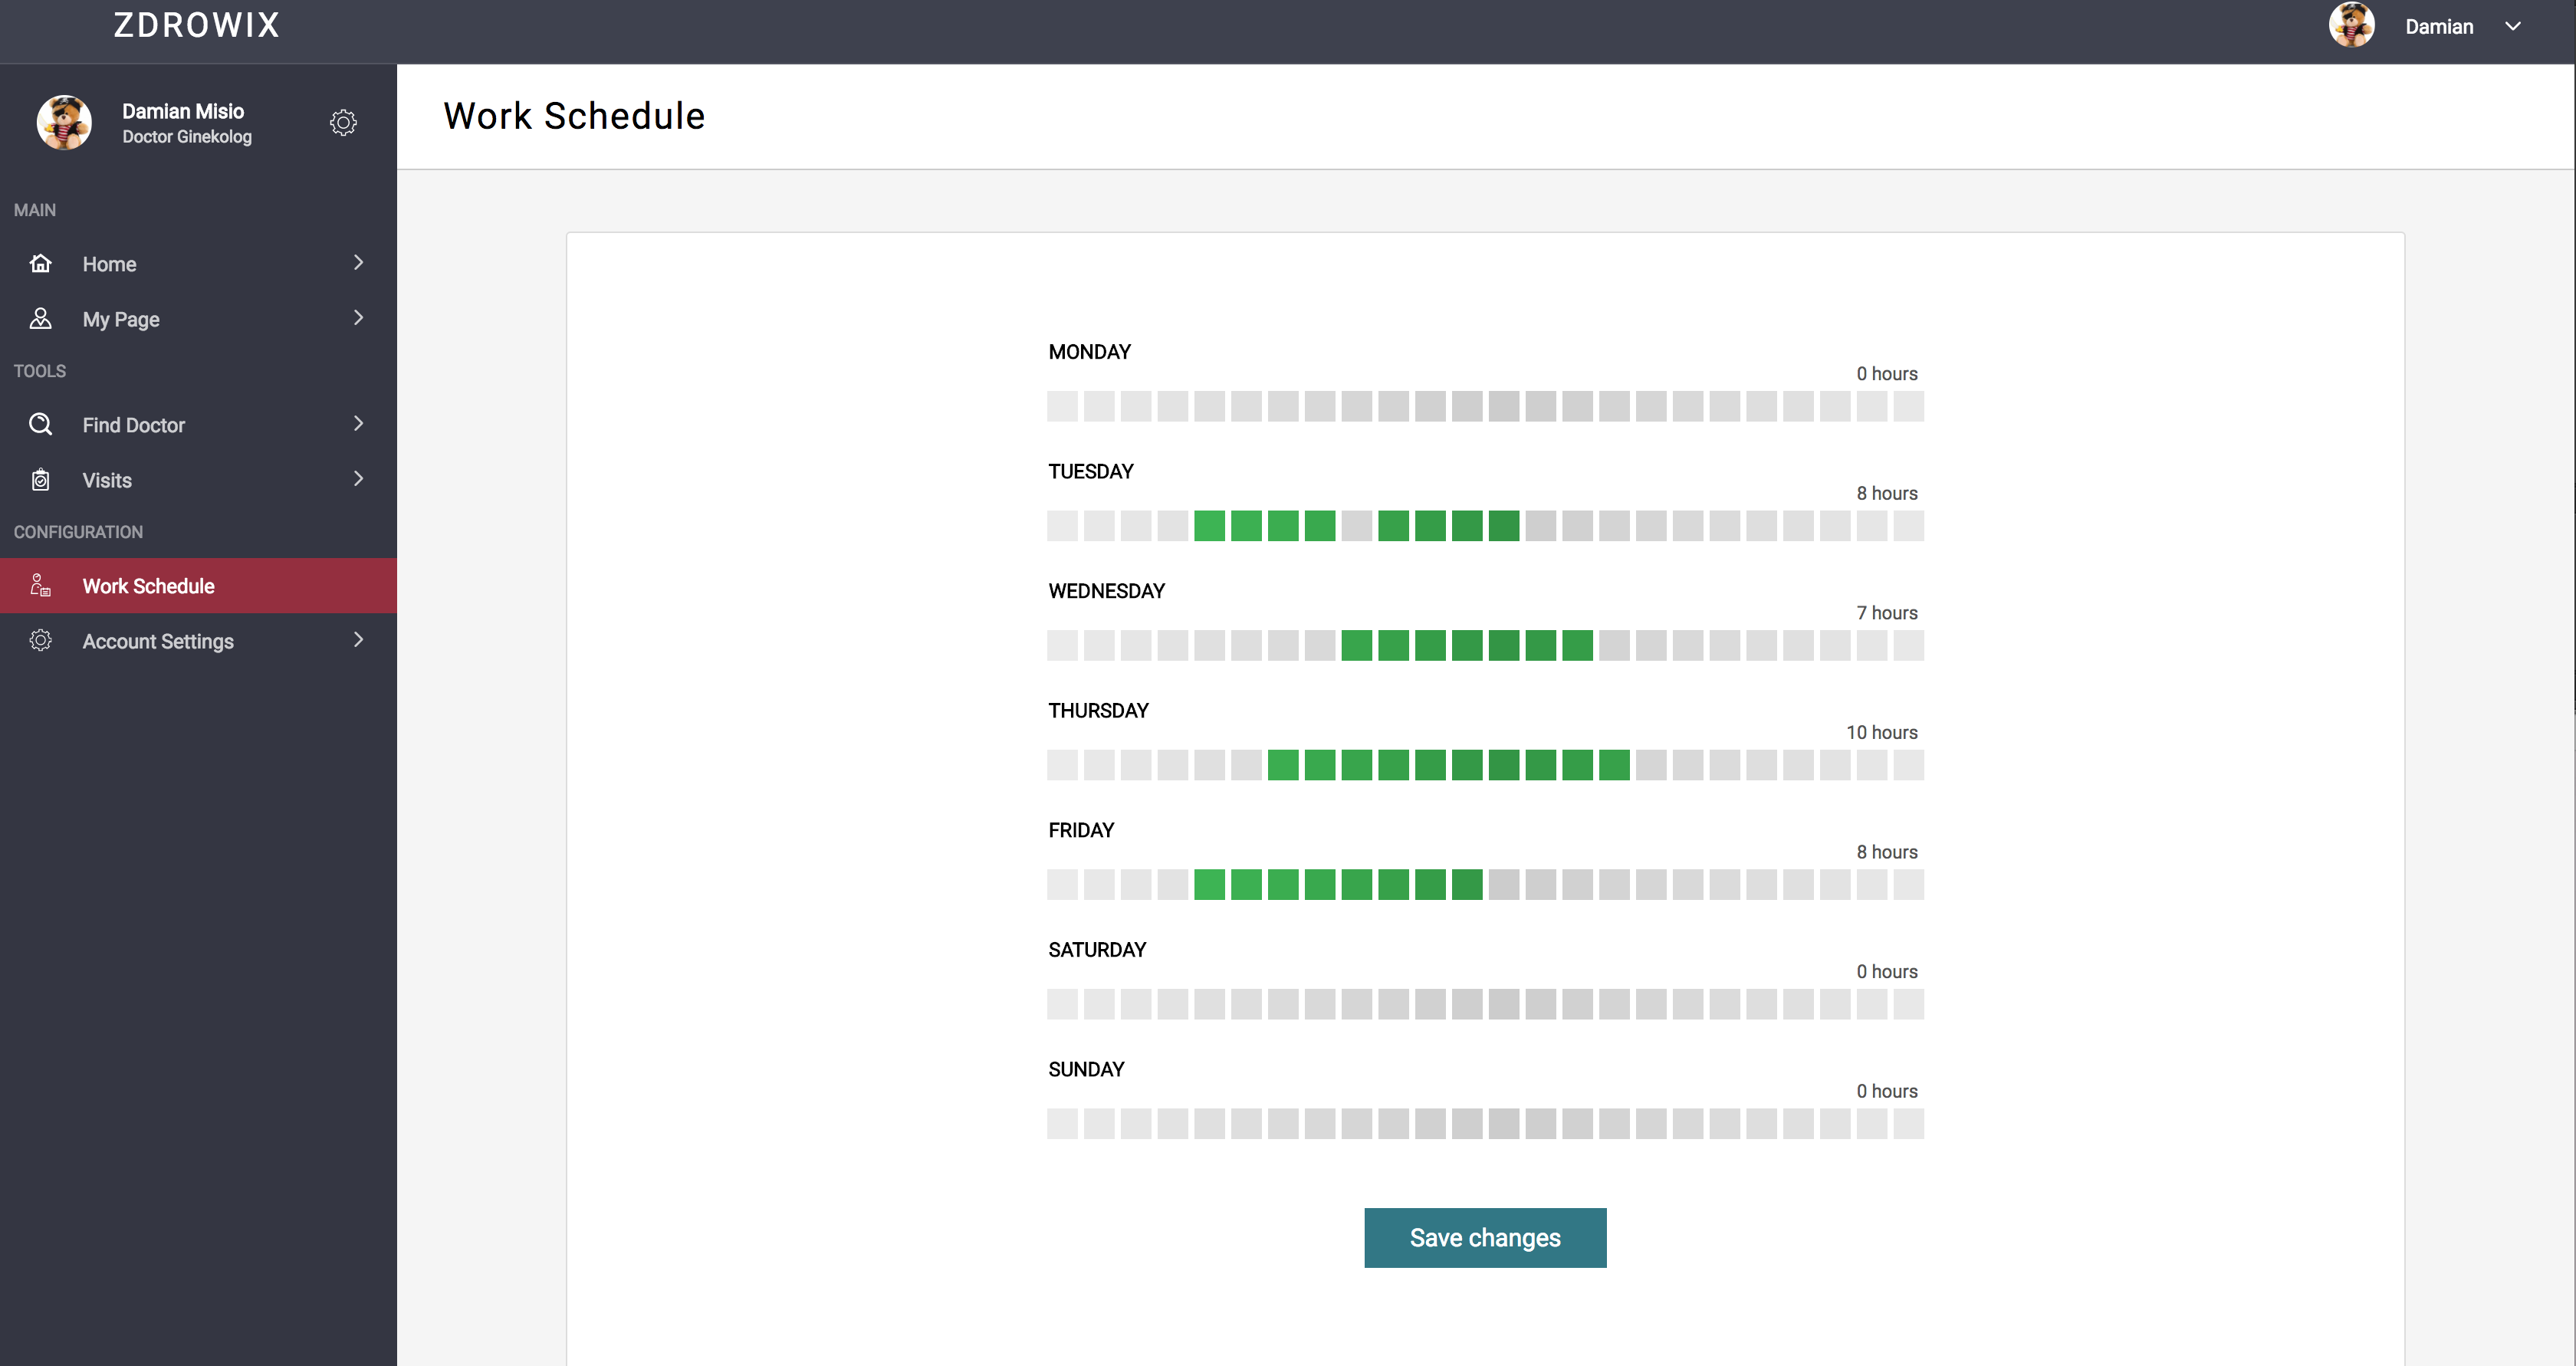 ZDROWIX
Damian
Damian Misio
Doctor Ginekolog
MAIN
Home
My Page
TOOLS
Find Doctor
Visits
CONFIGURATION
Work Schedule
Account Settings
Work Schedule
MONDAY
0 hours
TUESDAY
8 hours
WEDNESDAY
7 hours
THURSDAY
10 hours
FRIDAY
8 hours
SATURDAY
0 hours
SUNDAY
0 hours
Save changes